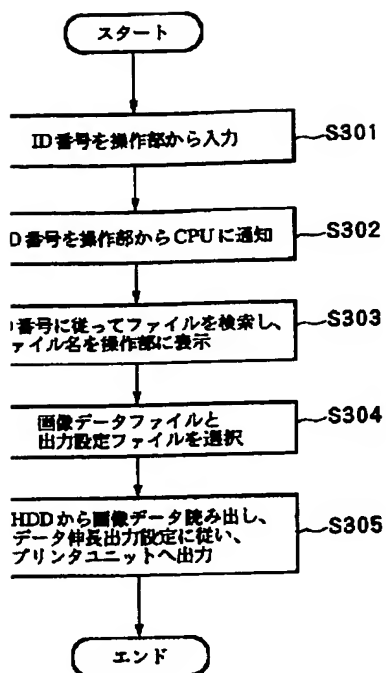 スタート
ID番号を操作部から入力
S301
D番号を操作部からCPUに通知
S302
番号に従ってファイルを検索し、
ァイル名を操作部に表示
S303
画像データファイルと
出力設定ファイルを選択
S304
HDDから画像データ読み出し、
データ伸長出力設定に従い、
プリンタユニットへ出力
S305
エンド